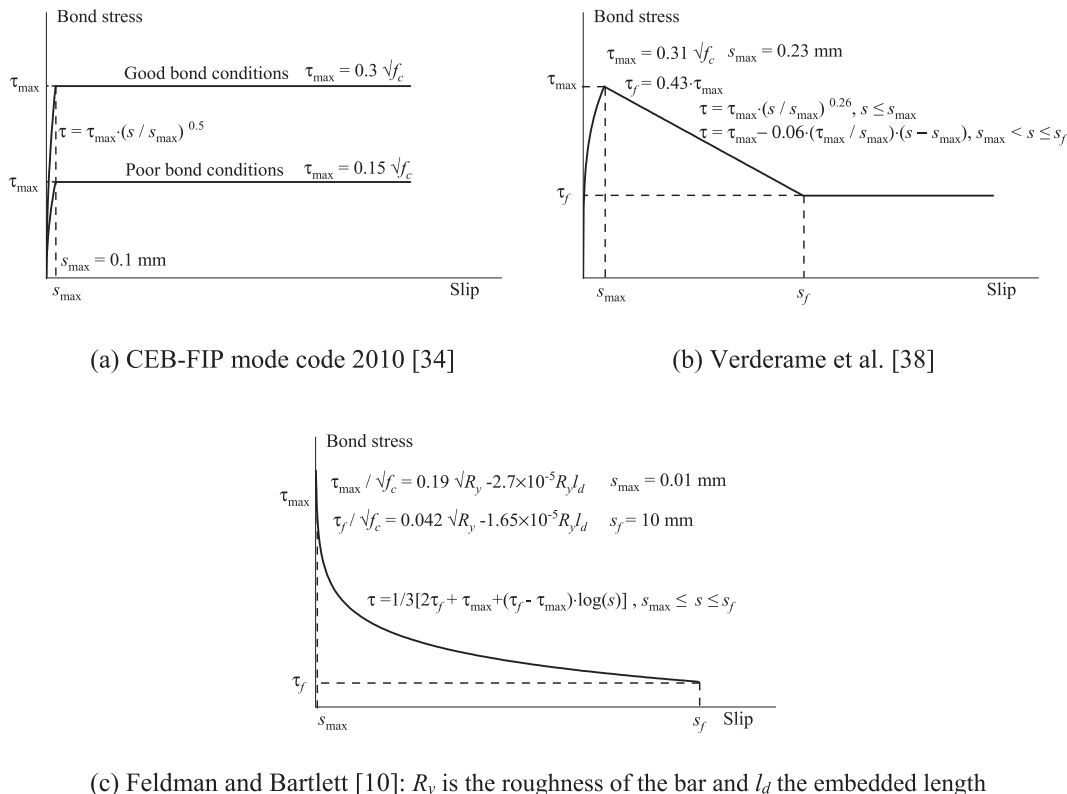 Bond stress
τmax
Good bond conditions τmax = 0.3 √fc
τ = τmax·(s / smax) 0.5
τmax
Poor bond conditions τmax = 0.15 √fc
smax = 0.1 mm
smax
Slip
(a) CEB-FIP mode code 2010 [34]
Bond stress
τmax = 0.31 √fc smax = 0.23 mm
τmax
τf = 0.43·τmax
τ = τmax·(s / smax) 0.26, s ≤ smax
τ = τmax– 0.06·(τmax / smax)·(s – smax), smax < s ≤ sf
τf
smax
sf
Slip
(b) Verderame et al. [38]
Bond stress
τmax / √fc = 0.19 √Ry -2.7×10-5Ryld smax = 0.01 mm
τmax
τf / √fc = 0.042 √Ry -1.65×10-5Ryld sf = 10 mm
τ =1/3[2τf + τmax+(τf - τmax)·log(s)] , smax ≤ s ≤ sf
τf
smax
sf
Slip
(c) Feldman and Bartlett [10]: Ry is the roughness of the bar and ld the embedded length